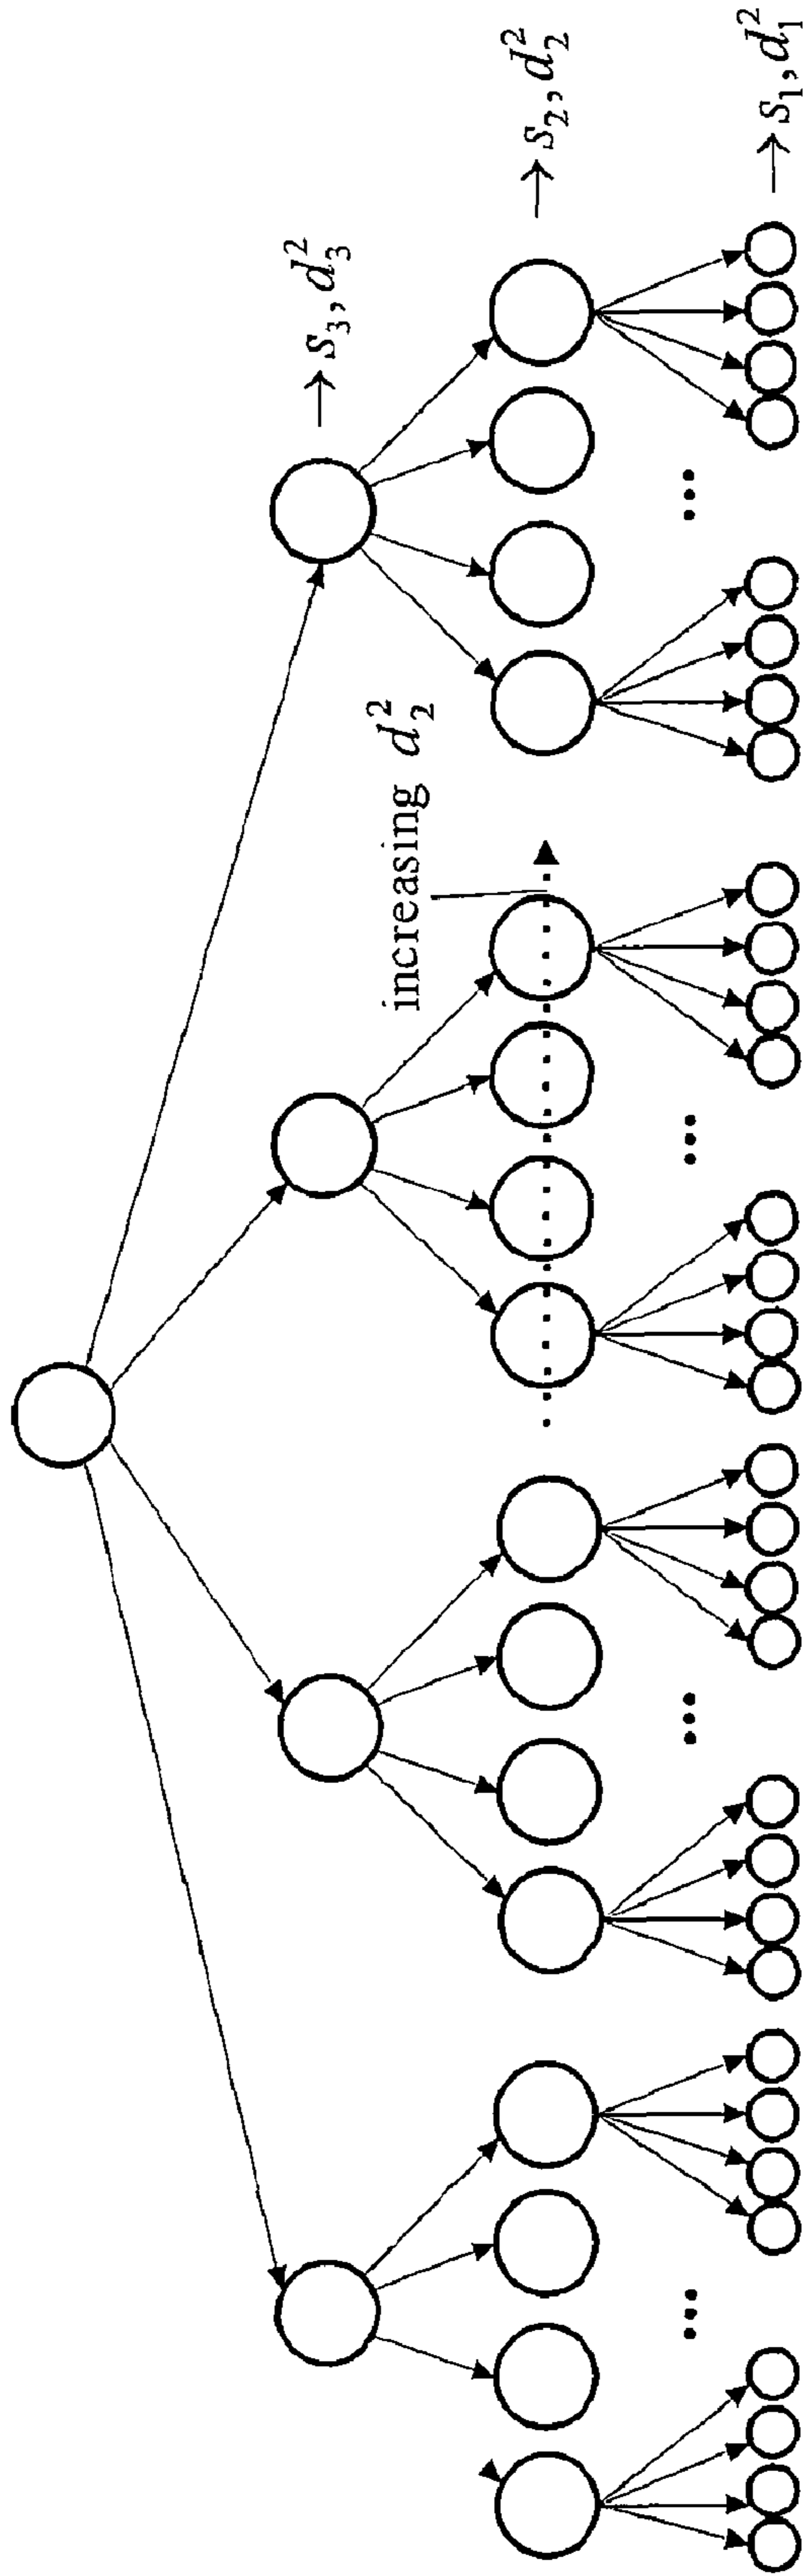 → s₃, d₃²
increasing d₂²
→ s₂, d₂²
...
...
...
...
→ s₁, d₁²